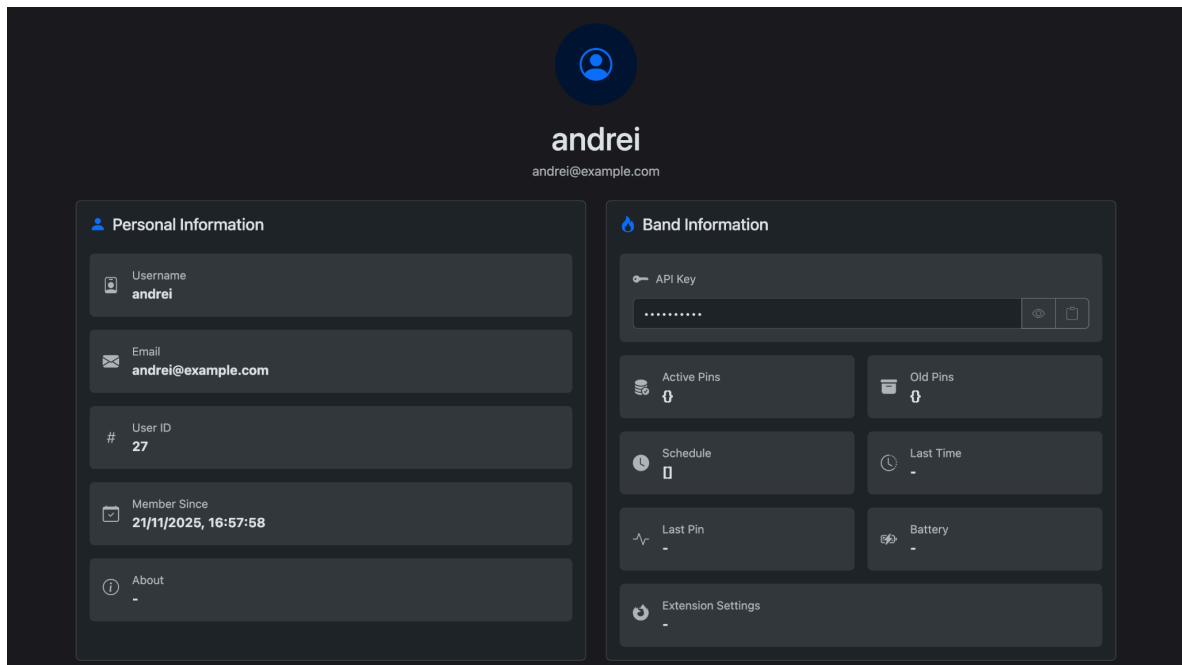 andrei
andrei@example.com
Personal Information
Username
andrei
Email
andrei@example.com
#
User ID
27
Member Since
21/11/2025, 16:57:58
About
-
Band Information
API Key
••••••••••
Active Pins
{}
Old Pins
{}
Schedule
[]
Last Time
-
Last Pin
-
Battery
-
Extension Settings
-